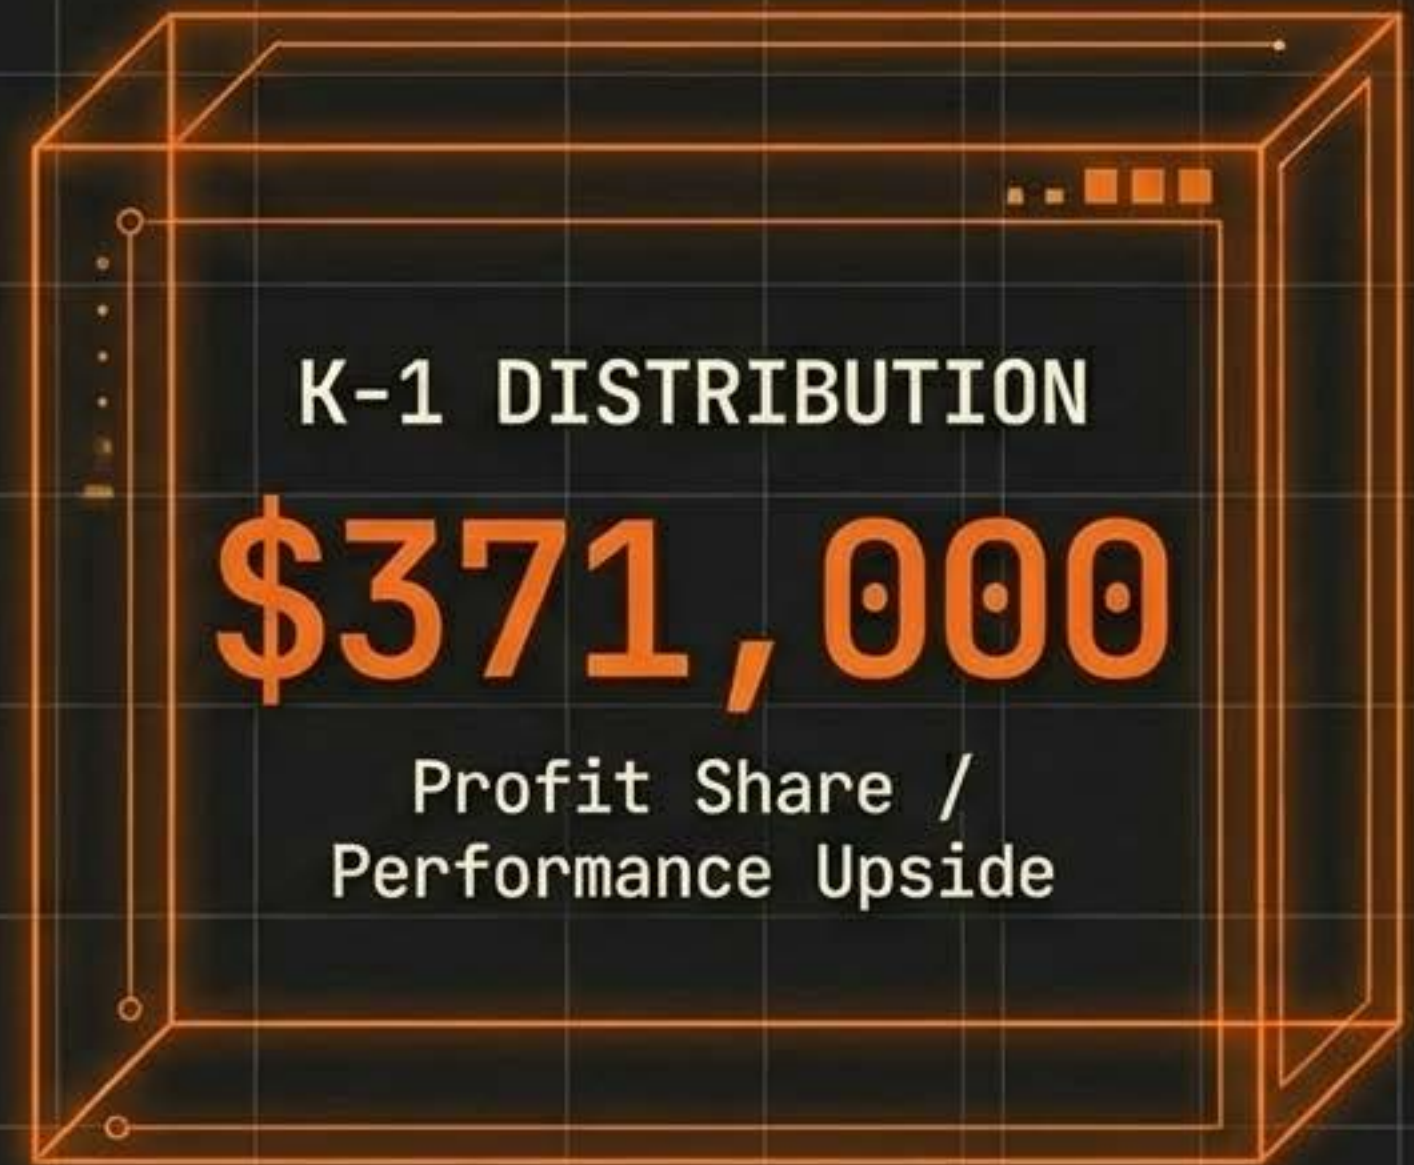 K-1 DISTRIBUTION
$371,000
Profit Share /
Performance Upside